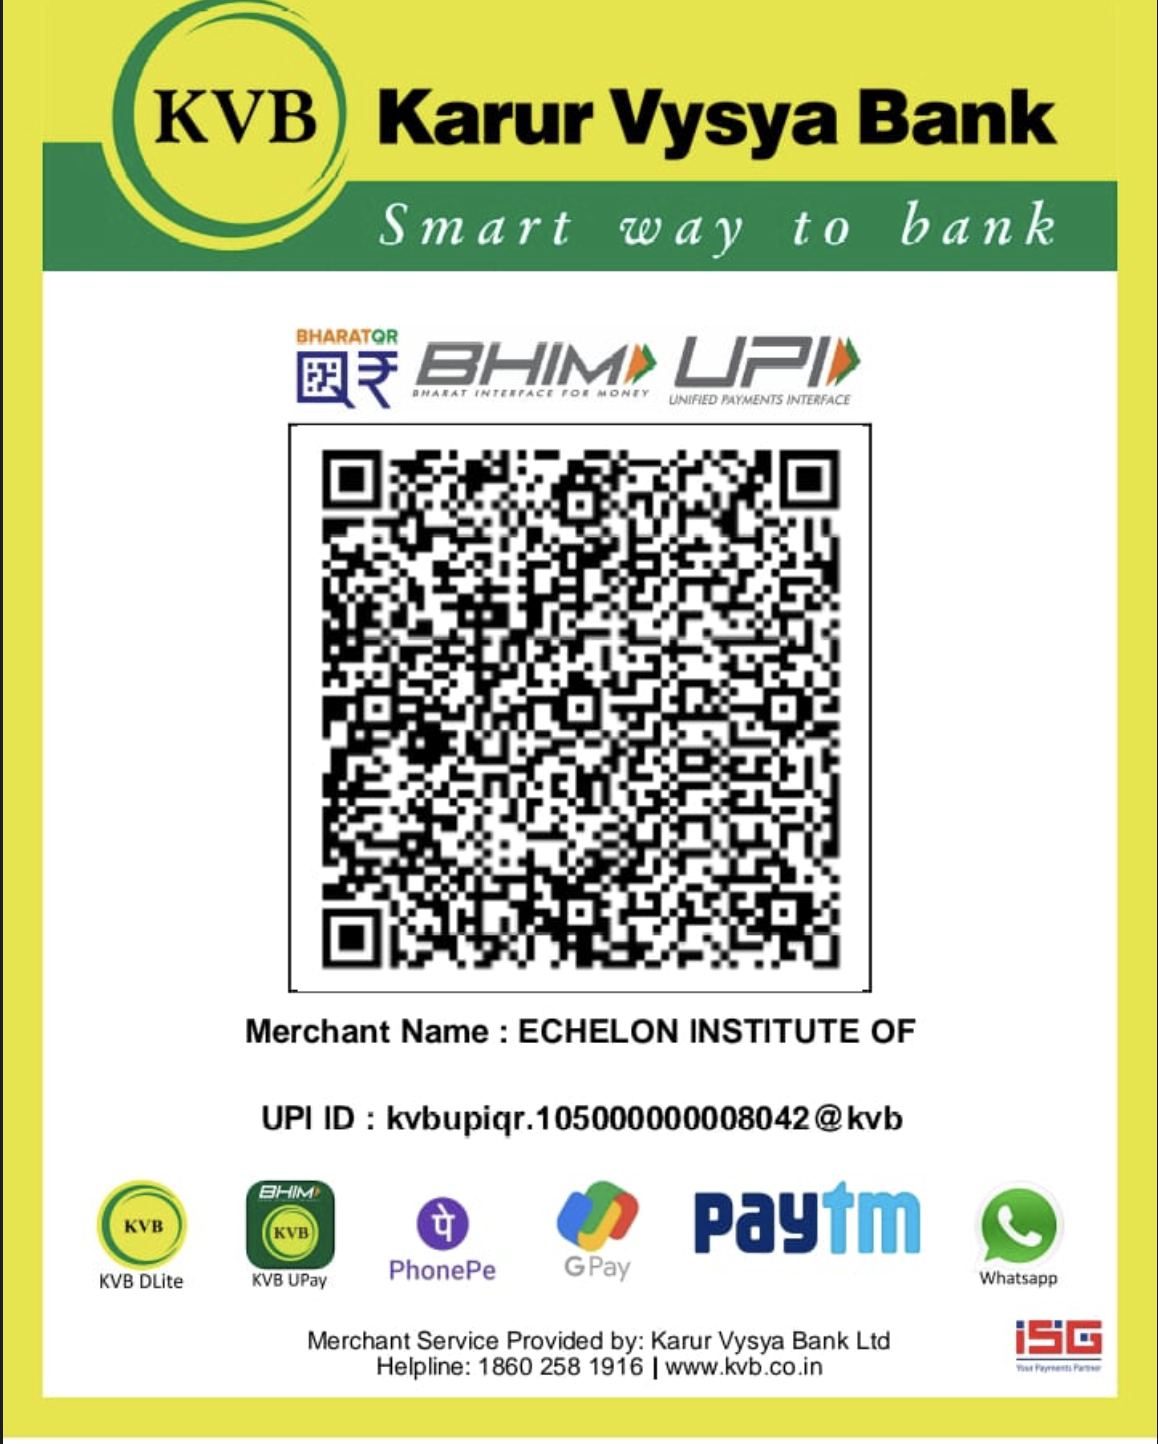 KVB
Karur Vysya Bank
Smart way to bank
BHARATQR
BHIM
BHARAT INTERFACE FOR MONEY
UPI
UNIFIED PAYMENTS INTERFACE
Merchant Name : ECHELON INSTITUTE OF
UPI ID : kvbupiqr.105000000008042@kvb
KVB
KVB DLite
BHIM
KVB
KVB UPay
पे
PhonePe
G Pay
paytm
Whatsapp
Merchant Service Provided by: Karur Vysya Bank Ltd
Helpline: 1860 258 1916 | www.kvb.co.in
iSG
Your Payments Partner